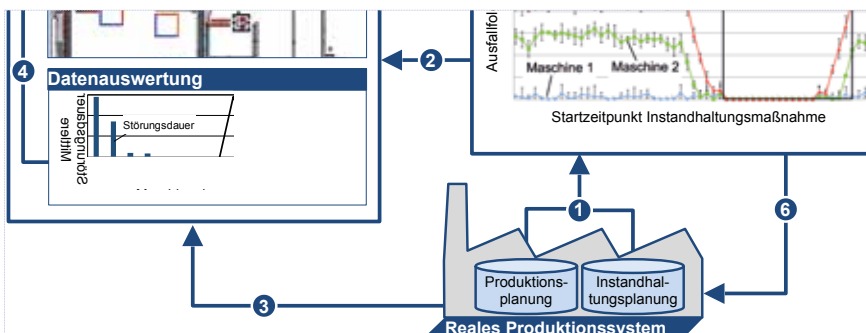 Ausfallfol
Maschine 1
Maschine 2
Startzeitpunkt Instandhaltungsmaßnahme
4
2
Datenauswertung
Mittlere
Störungsdauer
Störungsdauer
1
6
3
Produktions-
planung
Instandhal-
tungsplanung
Reales Produktionssystem